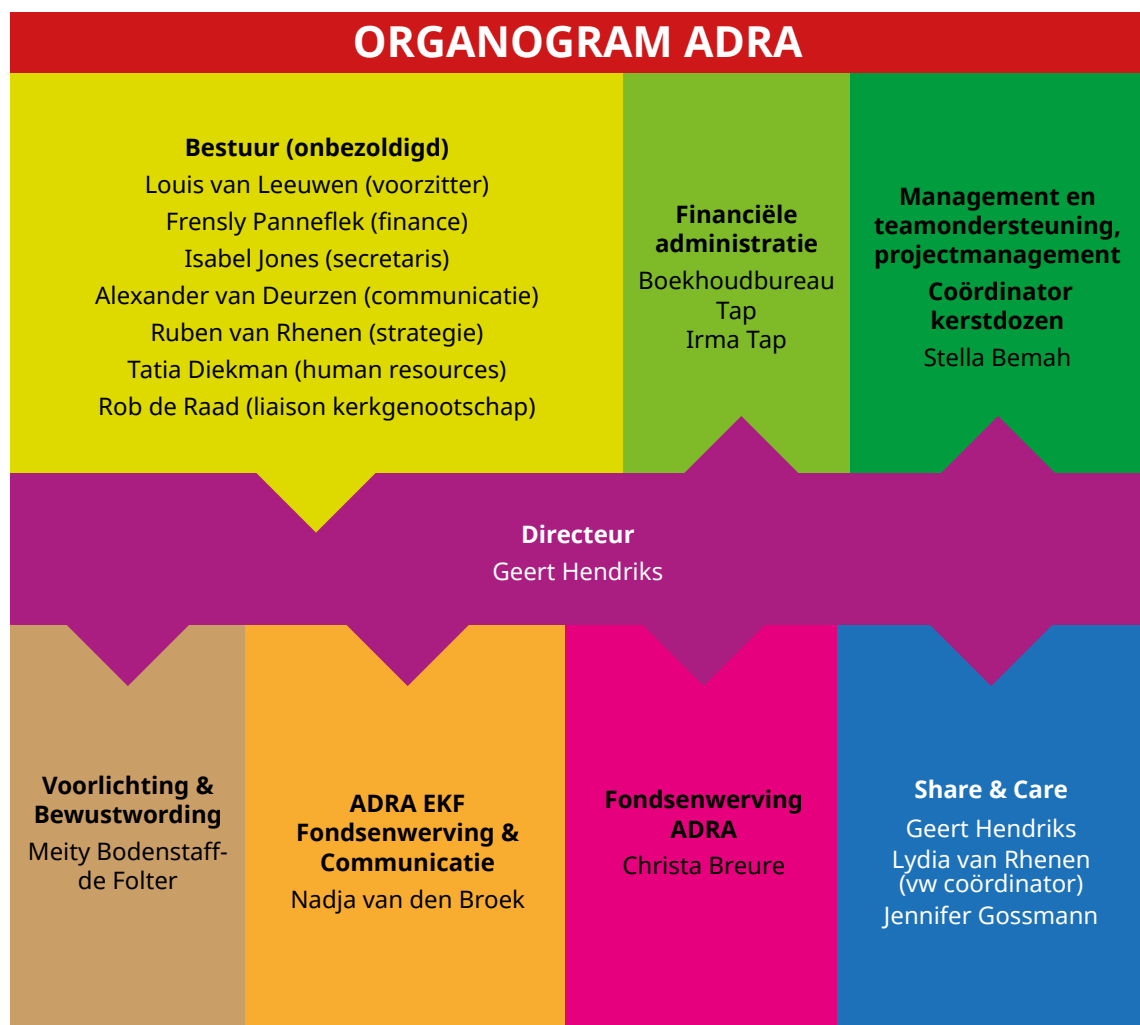 ORGANOGRAM ADRA
Bestuur (onbezoldigd)
Louis van Leeuwen (voorzitter)
Frensly Panneflek (finance)
Isabel Jones (secretaris)
Alexander van Deurzen (communicatie)
Ruben van Rhenen (strategie)
Tatia Diekman (human resources)
Rob de Raad (liaison kerkgenootschap)
Financiële
administratie
Boekhoudbureau
Tap
Irma Tap
Management en
teamondersteuning,
projectmanagement
Coördinator
kerstdozen
Stella Bemah
Directeur
Geert Hendriks
Voorlichting &
Bewustwording
Meity Bodenstaff-
de Folter
ADRA EKF
Fondsenwerving &
Communicatie
Nadja van den Broek
Fondsenwerving
ADRA
Christa Breure
Share & Care
Geert Hendriks
Lydia van Rhenen
(vw coördinator)
Jennifer Gossmann